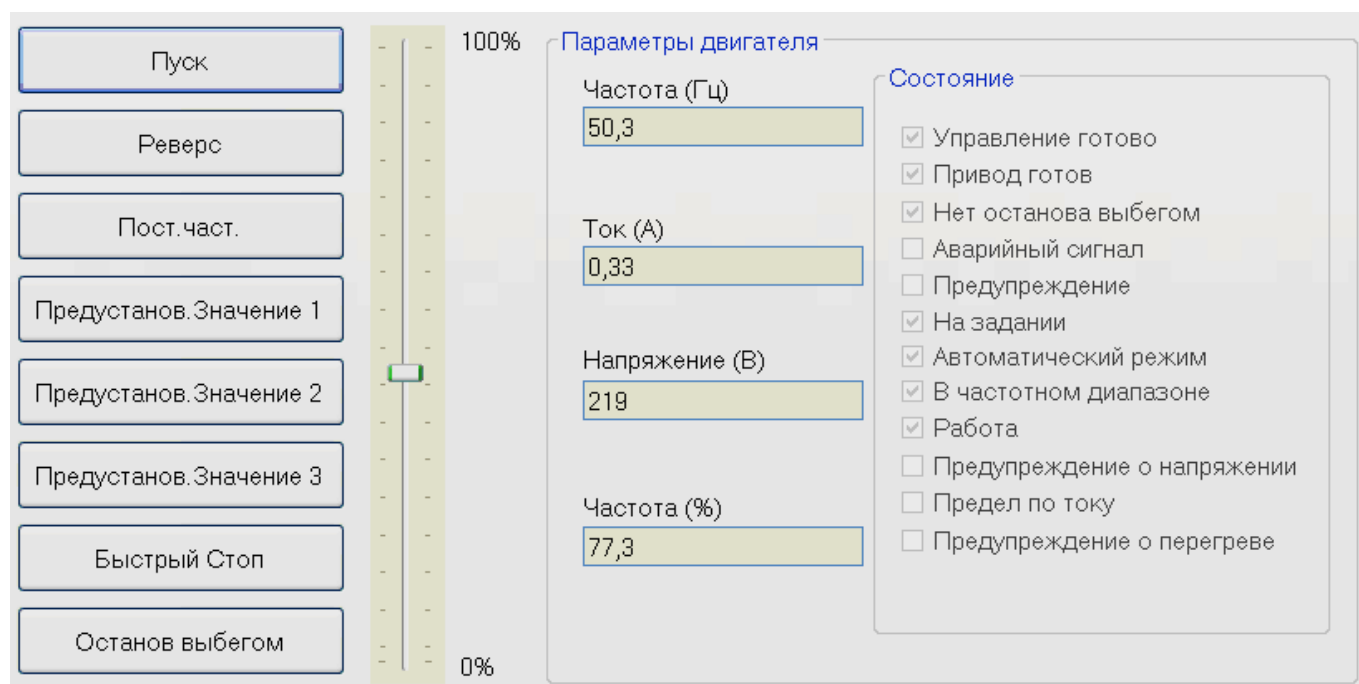 Пуск
Реверс
Пост.част.
Предустанов.Значение 1
Предустанов.Значение 2
Предустанов.Значение 3
Быстрый Стоп
Останов выбегом
100%
0%
Параметры двигателя
Частота (Гц)
50,3
Ток (А)
0,33
Напряжение (В)
219
Частота (%)
77,3
Состояние
Управление готово
Привод готов
Нет останова выбегом
Аварийный сигнал
Предупреждение
На задании
Автоматический режим
В частотном диапазоне
Работа
Предупреждение о напряжении
Предел по току
Предупреждение о перегреве